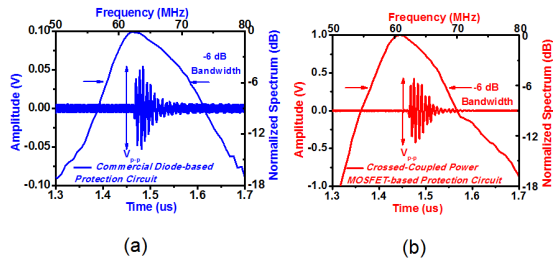 Frequency (MHz)
50 60 70 80
(a)
0.10
0.05
0.00
-0.05
-0.10
Amplitude (V)
0
-6
-12
-18
Normalized Spectrum (dB)
-6 dB
Bandwidth
Vp-p
Commercial Diode-based
Protection Circuit
1.3 1.4 1.5 1.6 1.7
Time (us)
(a)
Frequency (MHz)
50 60 70 80
(b)
1.0
0.5
0.0
-0.5
-1.0
Amplitude (V)
0
-6
-12
-18
Normalized Spectrum (dB)
-6 dB
Bandwidth
Vp-p
Crossed-Coupled Power
MOSFET-based Protection Circuit
1.3 1.4 1.5 1.6 1.7
Time (us)
(b)